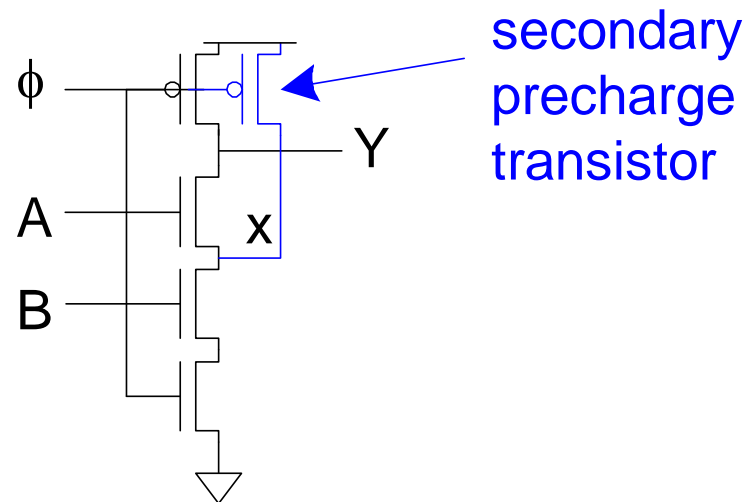 secondary
precharge
transistor
ϕ
Y
A
x
B